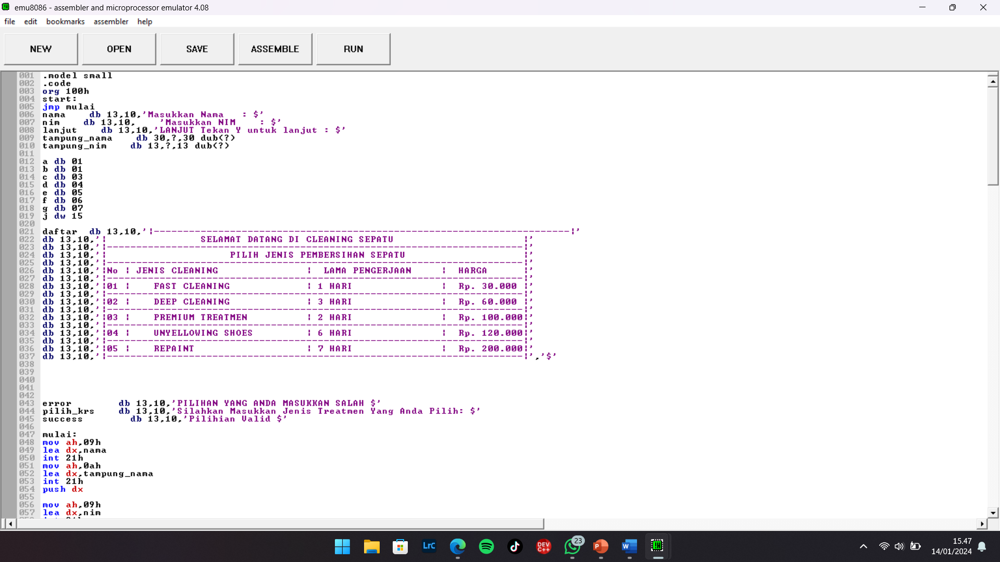 emu8086 - assembler and microprocessor emulator 4.08
file edit bookmarks assembler help
NEW OPEN SAVE ASSEMBLE RUN
001 .model small
002 .code
003 org 100h
004 start:
005 jmp mulai
006 nama    db 13,10,'Masukkan Nama   : $'
007 nim    db 13,10,    'Masukkan NIM    : $'
008 lanjut    db 13,10,'LANJUT Tekan Y untuk lanjut : $'
009 tampung_nama    db 30,?,30 dub(?)
010 tampung_nim    db 13,?,13 dub(?)
011
012 a db 01
013 b db 01
014 c db 03
015 d db 04
016 e db 05
017 f db 06
018 g db 07
019 j dw 15
020
021 daftar  db 13,10,'¦-----------------------------------------------------------------------¦'
022 db 13,10,'¦                SELAMAT DATANG DI CLEANING SEPATU                      ¦'
023 db 13,10,'¦-----------------------------------------------------------------------¦'
024 db 13,10,'¦                     PILIH JENIS PEMBERSIHAN SEPATU                    ¦'
025 db 13,10,'¦-----------------------------------------------------------------------¦'
026 db 13,10,'¦No ¦ JENIS CLEANING               ¦  LAMA PENGERJAAN     ¦  HARGA      ¦'
027 db 13,10,'¦-----------------------------------------------------------------------¦'
028 db 13,10,'¦01 ¦    FAST CLEANING             ¦ 1 HARI               ¦  Rp. 30.000 ¦'
029 db 13,10,'¦-----------------------------------------------------------------------¦'
030 db 13,10,'¦02 ¦    DEEP CLEANING             ¦ 3 HARI               ¦  Rp. 60.000 ¦'
031 db 13,10,'¦-----------------------------------------------------------------------¦'
032 db 13,10,'¦03 ¦    PREMIUM TREATMEN          ¦ 2 HARI               ¦  Rp. 100.000¦'
033 db 13,10,'¦-----------------------------------------------------------------------¦'
034 db 13,10,'¦04 ¦    UNYELLOWING SHOES         ¦ 6 HARI               ¦  Rp. 120.000¦'
035 db 13,10,'¦-----------------------------------------------------------------------¦'
036 db 13,10,'¦05 ¦    REPAINT                   ¦ 7 HARI               ¦  Rp. 200.000¦'
037 db 13,10,'¦-----------------------------------------------------------------------¦','$'
038
039
040
041
042
043 error        db 13,10,'PILIHAN YANG ANDA MASUKKAN SALAH $'
044 pilih_krs    db 13,10,'Silahkan Masukkan Jenis Treatmen Yang Anda Pilih: $'
045 success        db 13,10,'Pilihian Valid $'
046
047 mulai:
048 mov ah,09h
049 lea dx,nama
050 int 21h
051 mov ah,0ah
052 lea dx,tampung_nama
053 int 21h
054 push dx
055
056 mov ah,09h
057 lea dx,nim
LrC
DEV C++
23
P
W
15.47
14/01/2024